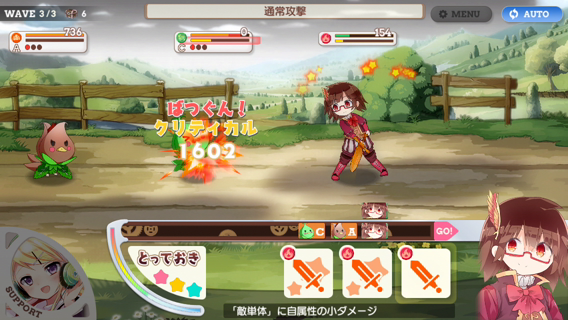 WAVE 3/3 6
通常攻撃
MENU
AUTO
736
A
0
C
154
ばつぐん!
クリティカル
1602
C A GO!
とっておき
SUPPORT
「敵単体」に自属性の小ダメージ